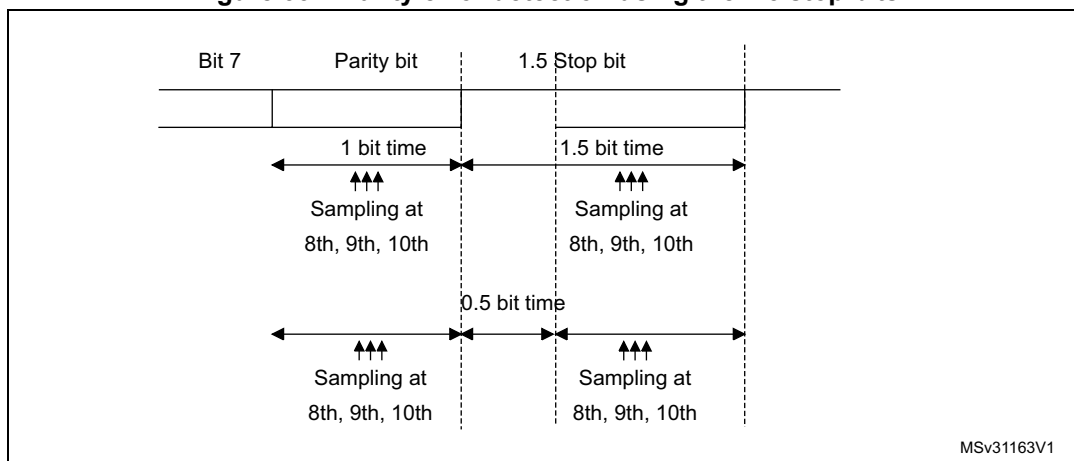 Bit 7 Parity bit 1.5 Stop bit
1 bit time 1.5 bit time
Sampling at Sampling at
8th, 9th, 10th 8th, 9th, 10th
0.5 bit time
Sampling at Sampling at
8th, 9th, 10th 8th, 9th, 10th
MSv31163V1